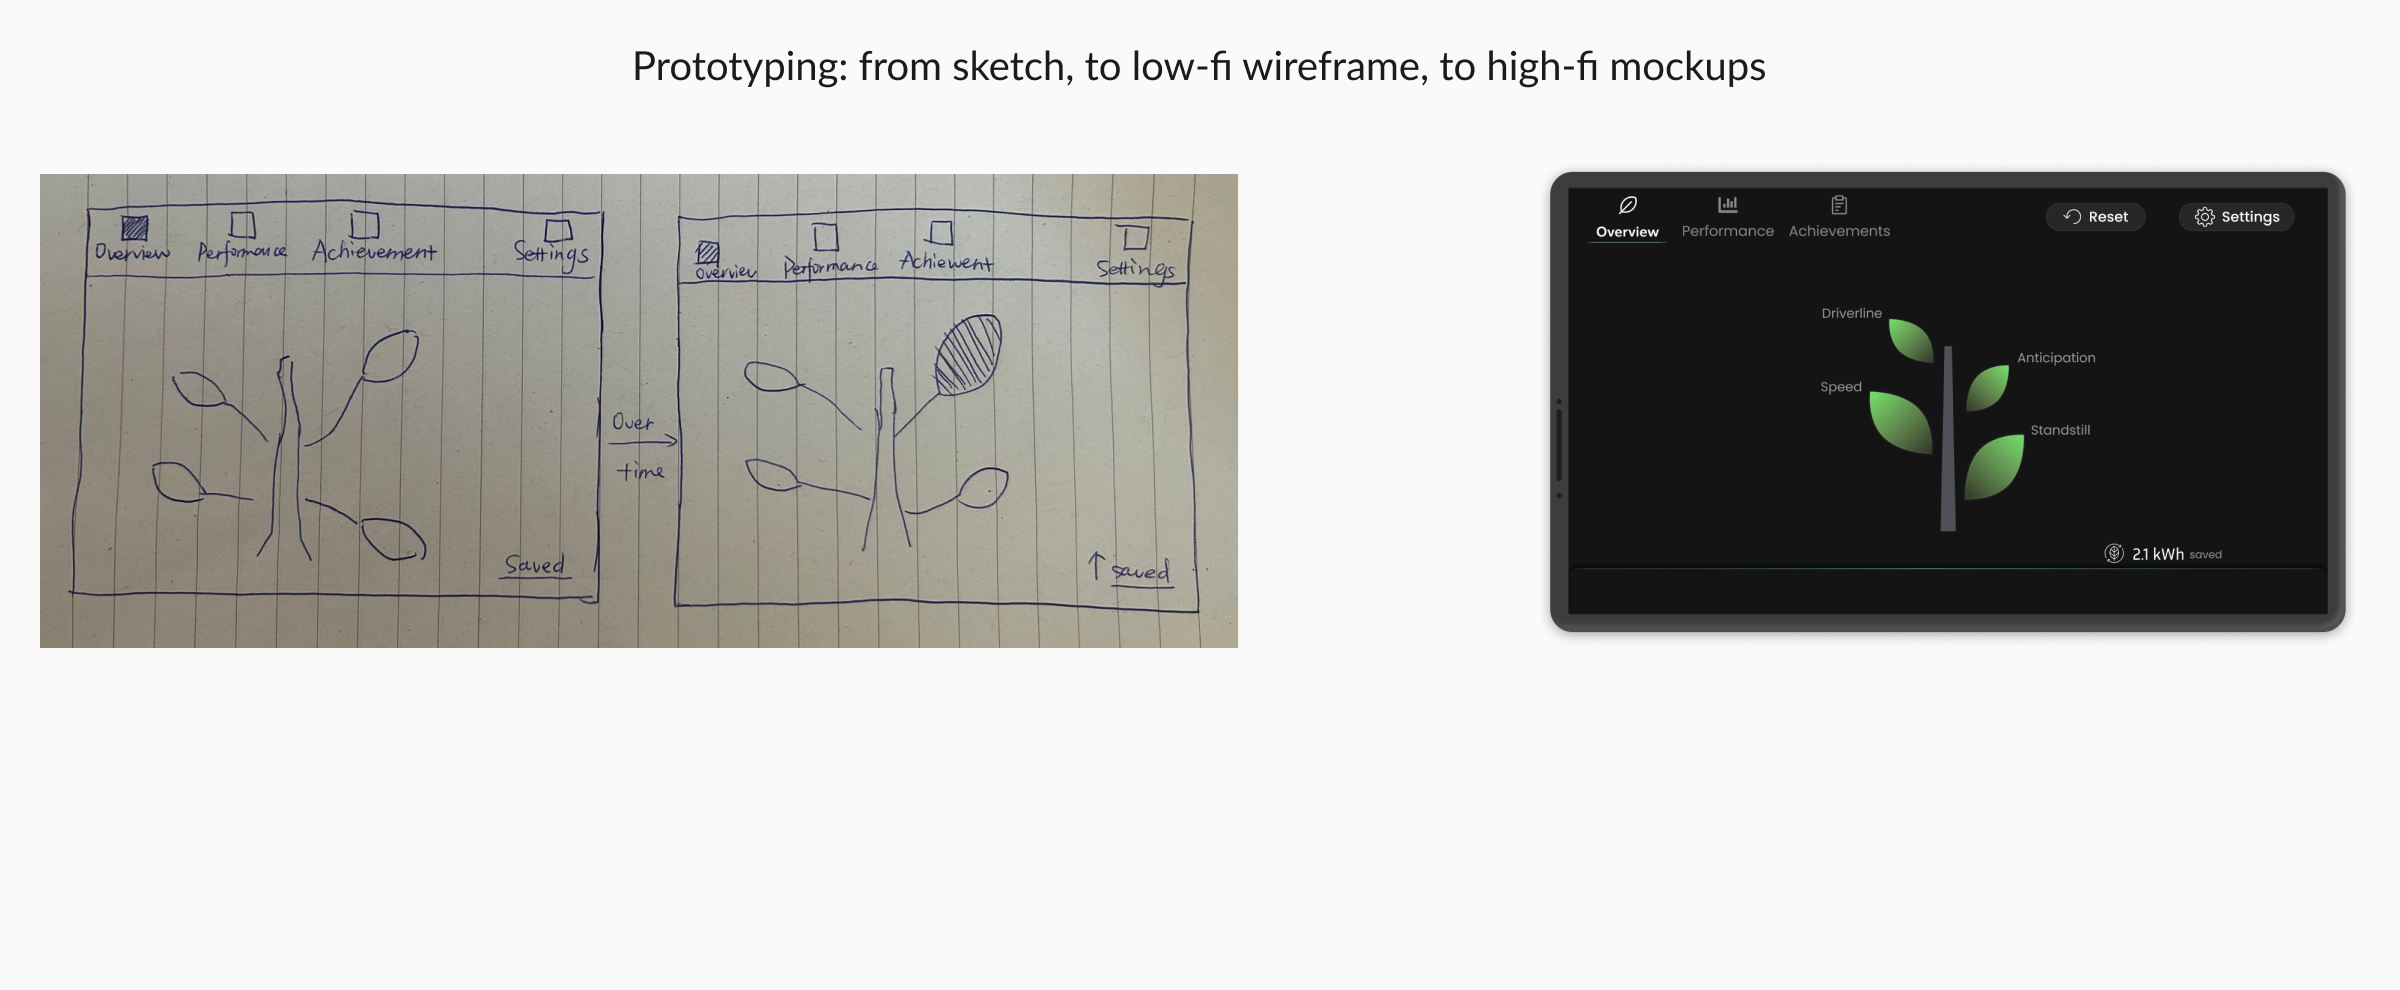 Prototyping: from sketch, to low-fi wireframe, to high-fi mockups
Overview Performance Achievement Settings
Saved
Over
time
Overview Performance Achiewent Settings
↑ saved
Overview Performance Achievements Reset Settings
Driverline
Anticipation
Speed
Standstill
2.1 kWh saved